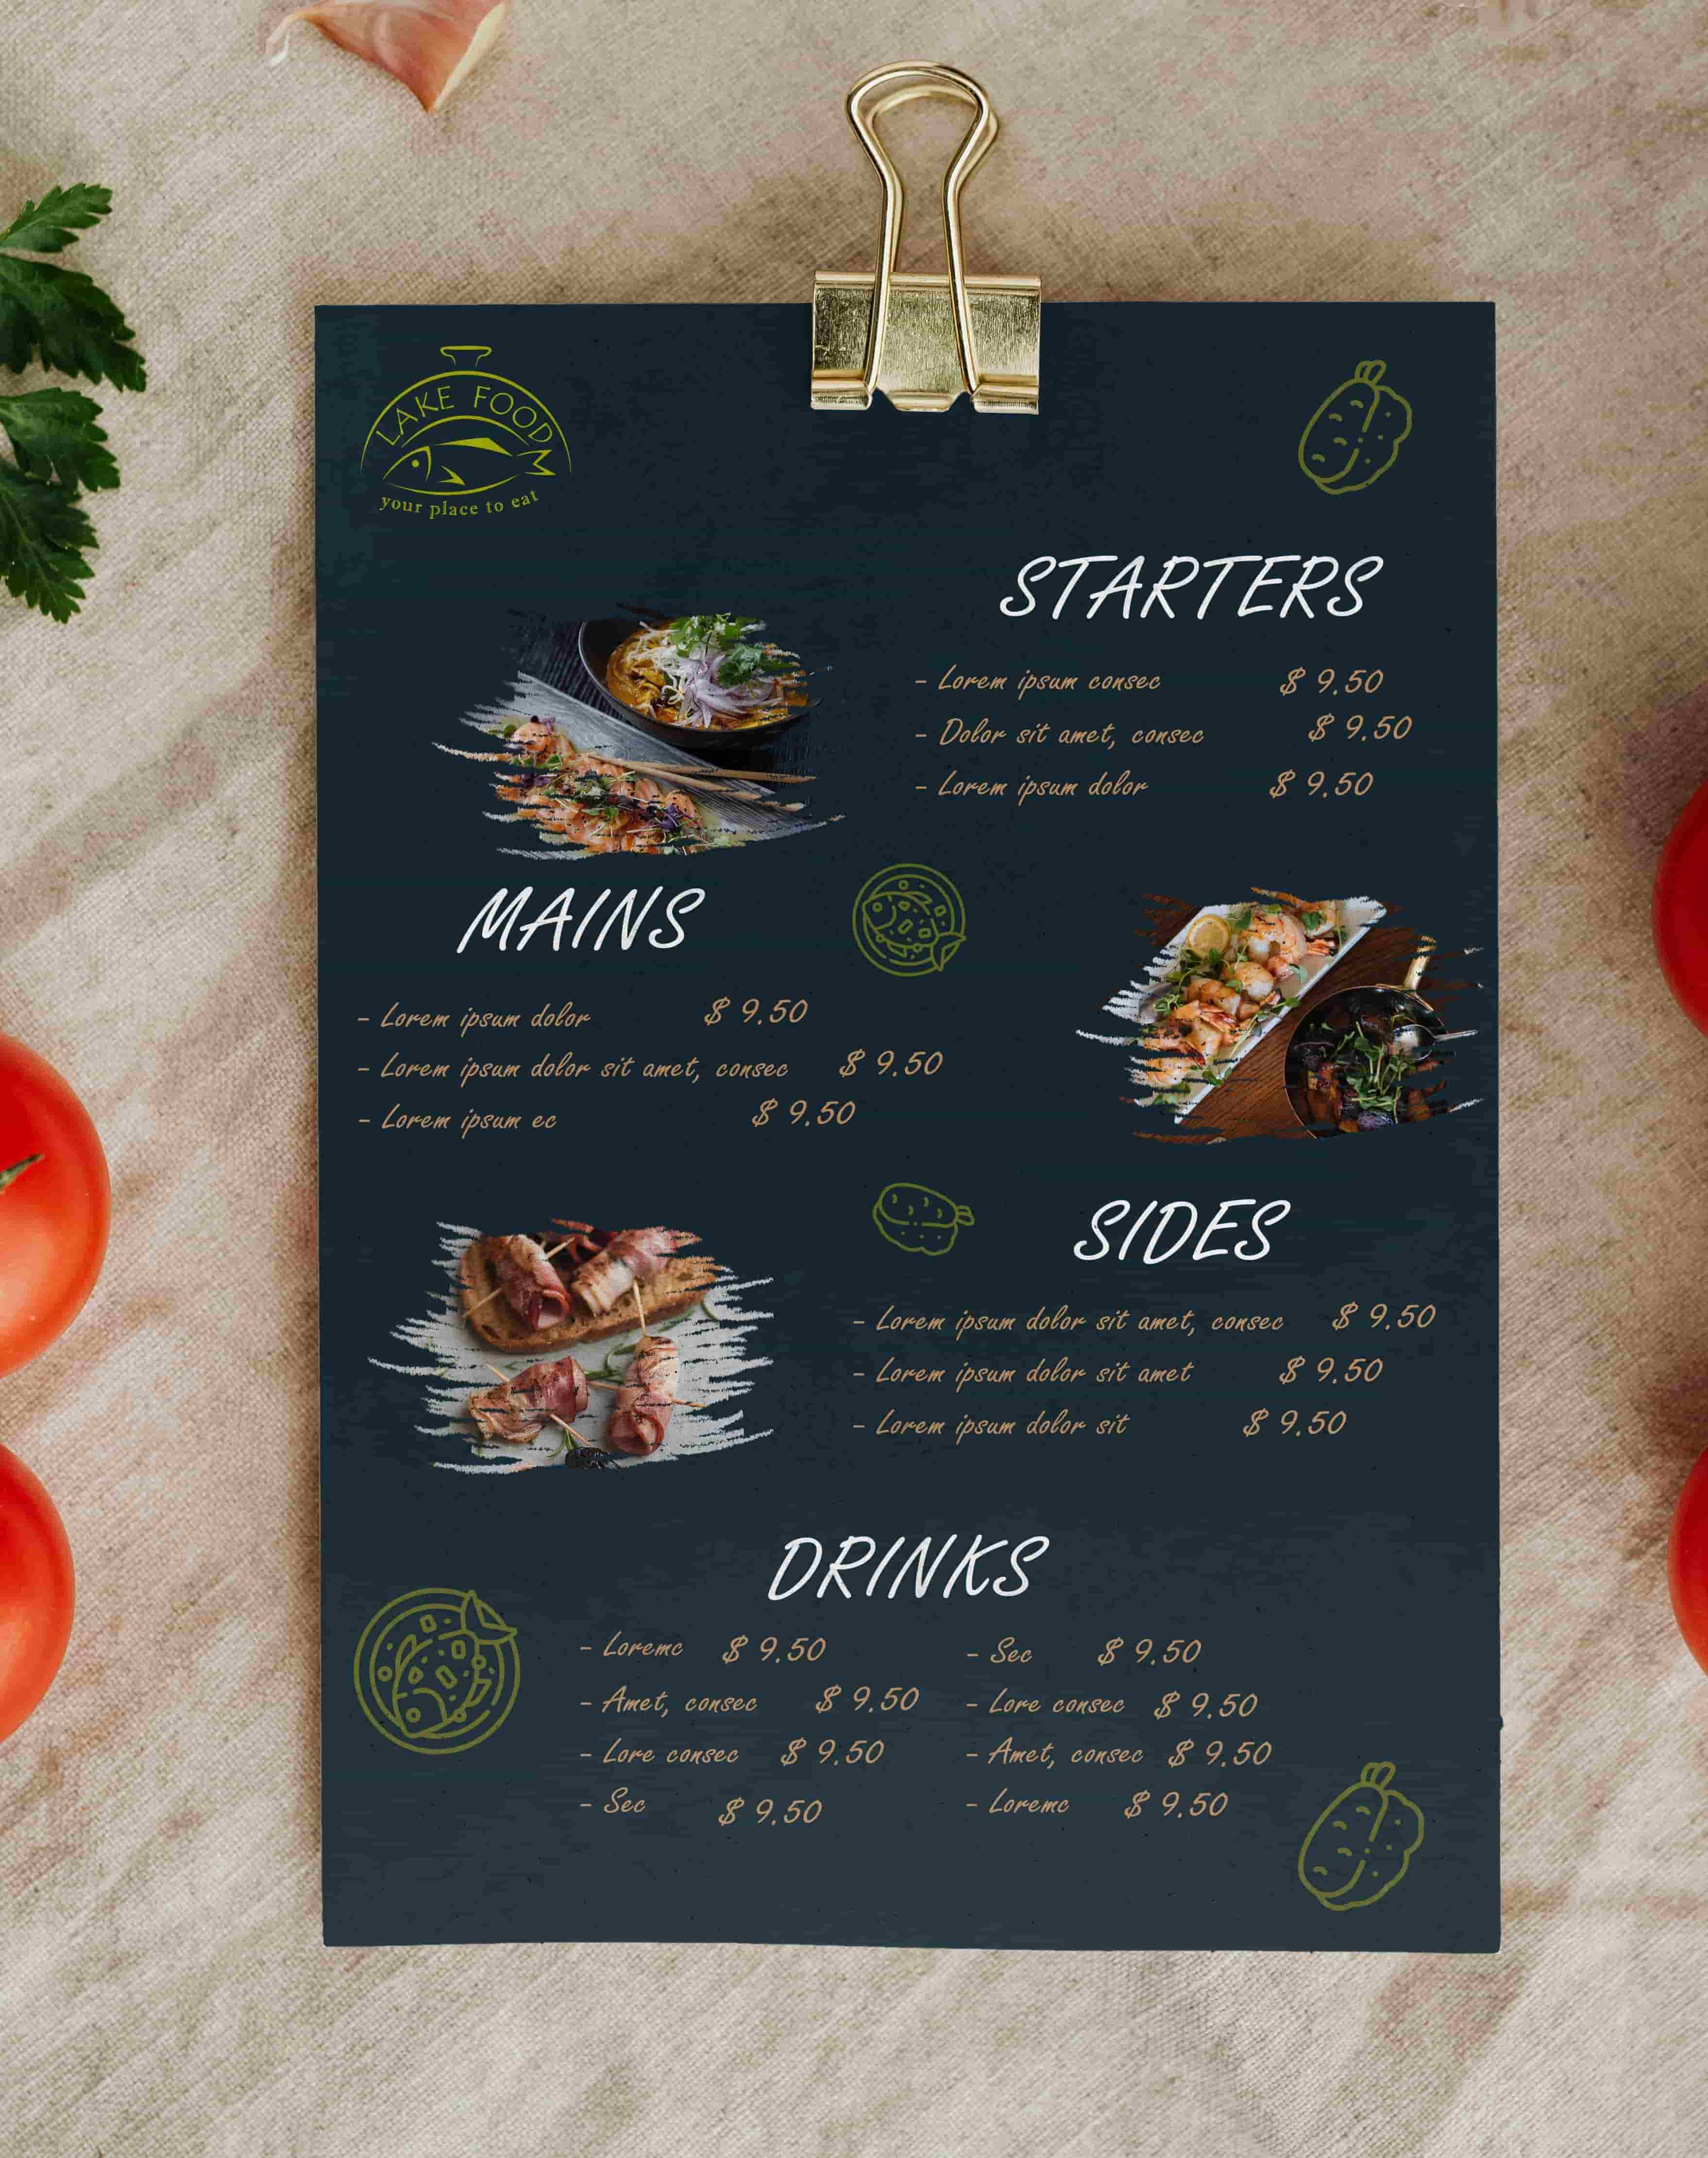 LAKE FOOD
your place to eat
STARTERS
- Lorem ipsum consec $ 9.50
- Dolor sit amet, consec $ 9.50
- Lorem ipsum dolor $ 9.50
MAINS
- Lorem ipsum dolor $ 9.50
- Lorem ipsum dolor sit amet, consec $ 9.50
- Lorem ipsum ec $ 9.50
SIDES
- Lorem ipsum dolor sit amet, consec $ 9.50
- Lorem ipsum dolor sit amet $ 9.50
- Lorem ipsum dolor sit $ 9.50
DRINKS
- Loremc $ 9.50
- Amet, consec $ 9.50
- Lore consec $ 9.50
- Sec $ 9.50
- Sec $ 9.50
- Lore consec $ 9.50
- Amet, consec $ 9.50
- Loremc $ 9.50